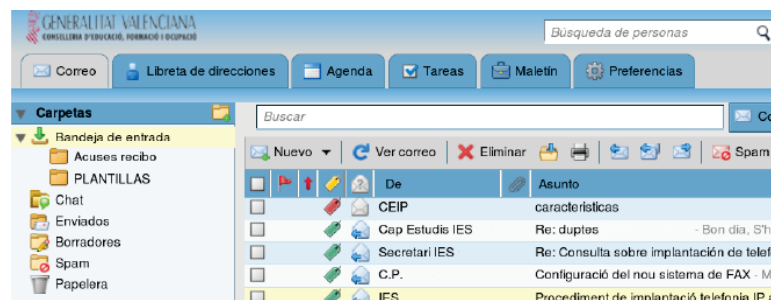 GENERALITAT VALENCIANA
CONSELLERIA D'EDUCACIÓ, FORMACIÓ I OCUPACIÓ
Búsqueda de personas
Correo
Libreta de direcciones
Agenda
Tareas
Maletín
Preferencias
Carpetas
Buscar
Bandeja de entrada
Acuses recibo
PLANTILLAS
Chat
Enviados
Borradores
Spam
Papelera
Nuevo Ver correo Eliminar Spam
De Asunto
CEIP caracteristicas
Cap Estudis IES Re: duptes - Bon dia, S'h
Secretari IES Re: Consulta sobre implantación de telef
C.P. Configuració del nou sistema de FAX - M
IES Procediment de implantació telefonia IP